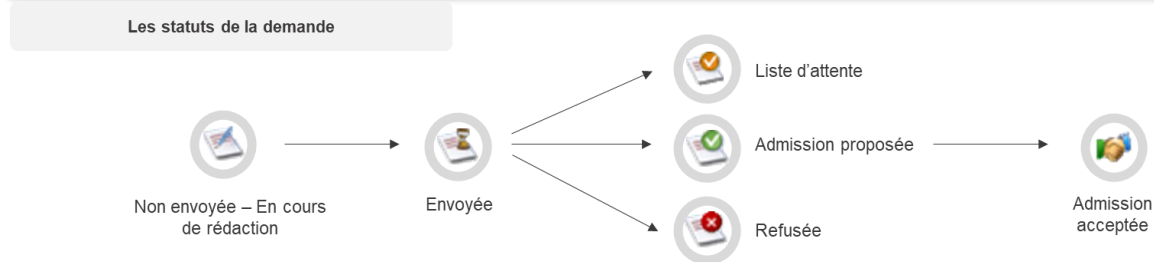 Les statuts de la demande
Liste d'attente
Non envoyée – En cours
de rédaction
Envoyée
Admission proposée
Admission
acceptée
Refusée